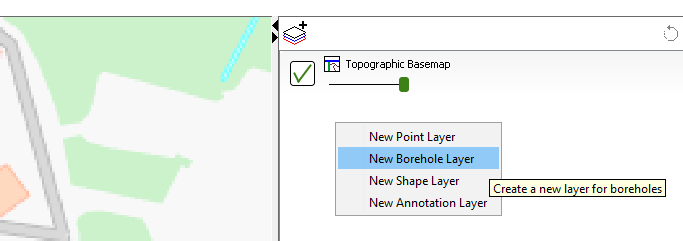 Topographic Basemap
New Point Layer
New Borehole Layer
New Shape Layer
Create a new layer for boreholes
New Annotation Layer